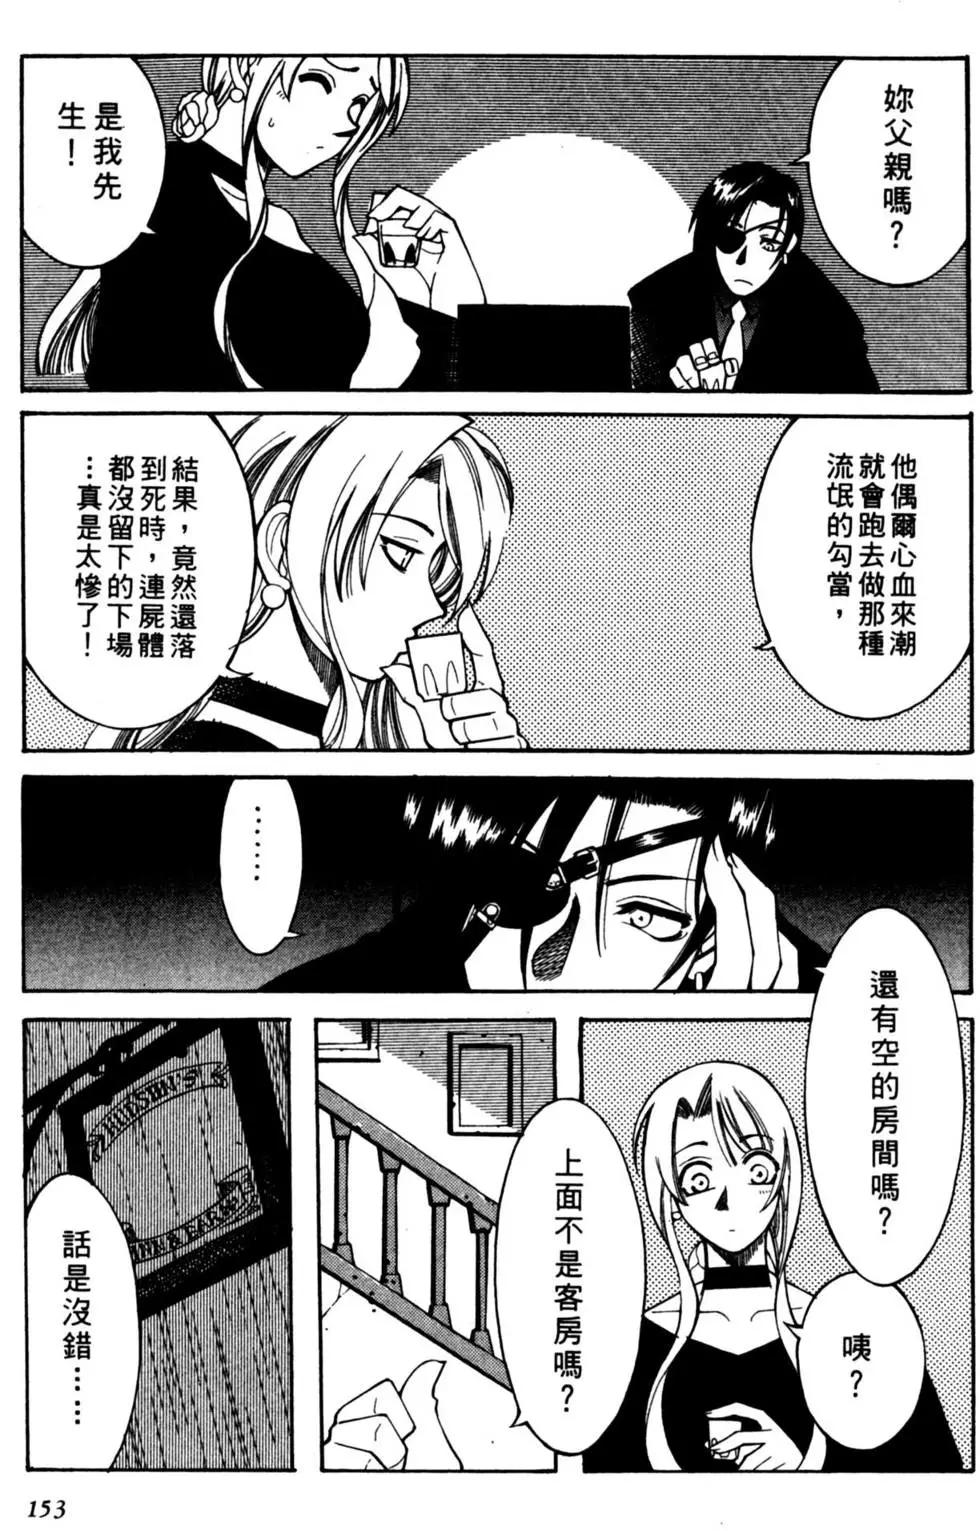 妳父親嗎？
是我先
生！
他偶爾心血來潮
就會跑去做那種
流氓的勾當，
結果，竟然還落
到死時，連屍體
都沒留下的下場
…真是太慘了！
……
還有空的房間嗎？
咦？
上面不是客房嗎？
話是沒錯……
INN & BAR
153